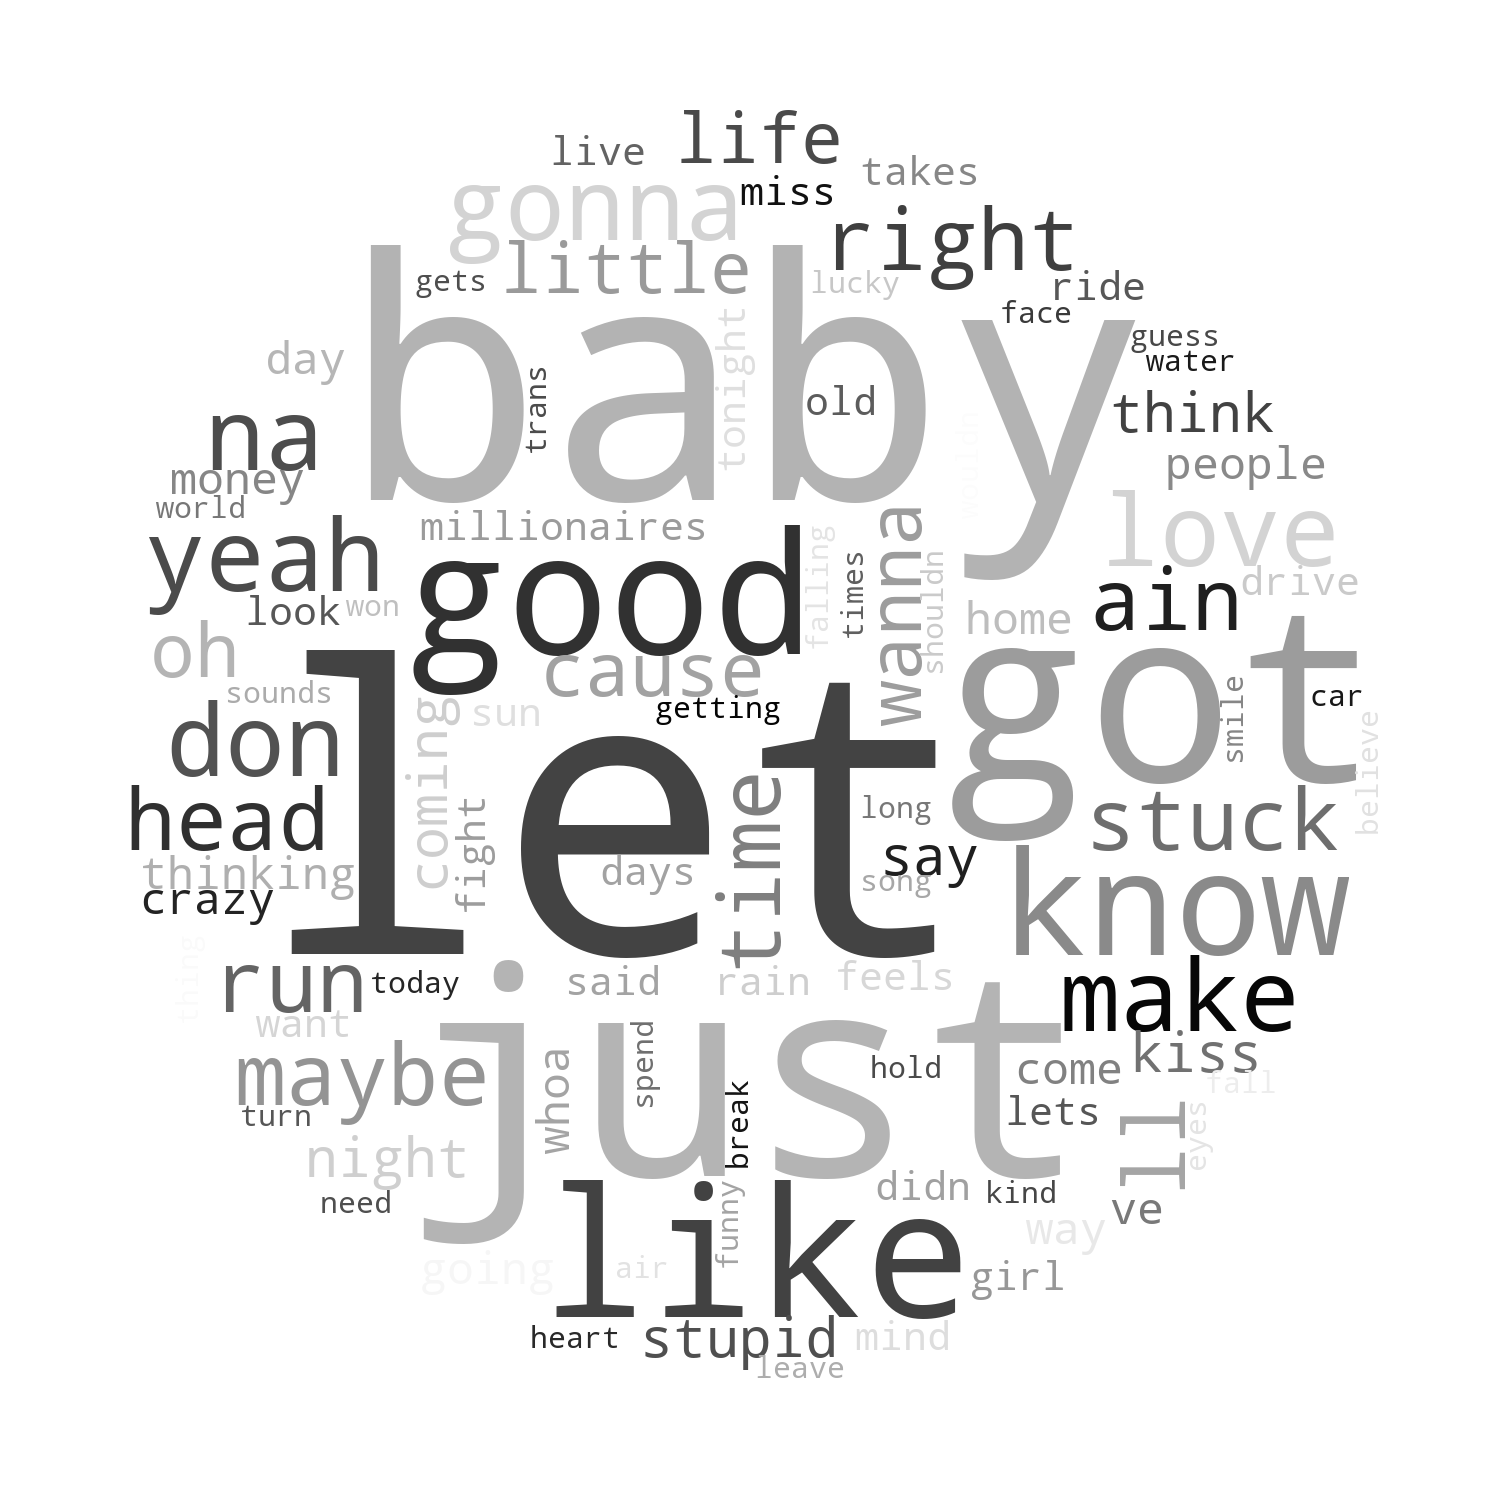 life
live
takes
miss
gonna
right
little
gets
lucky
ride
baby
face
tonight
guess
day
water
trans
old
think
na
people
money
love
world
millionaires
yeah
good
wanna
falling
times
shouldn
ain
drive
look
won
home
oh
cause
got
let
sounds
sun
getting
smile
car
don
coming
believe
head
time
long
stuck
fight
say
know
thinking
days
song
crazy
run
today
said
rain
feels
make
thing
want
just
kiss
maybe
whoa
spend
hold
come
fall
turn
break
lets
ll
eyes
night
need
like
didn
kind
ve
funny
way
going
air
girl
heart
stupid
mind
leave